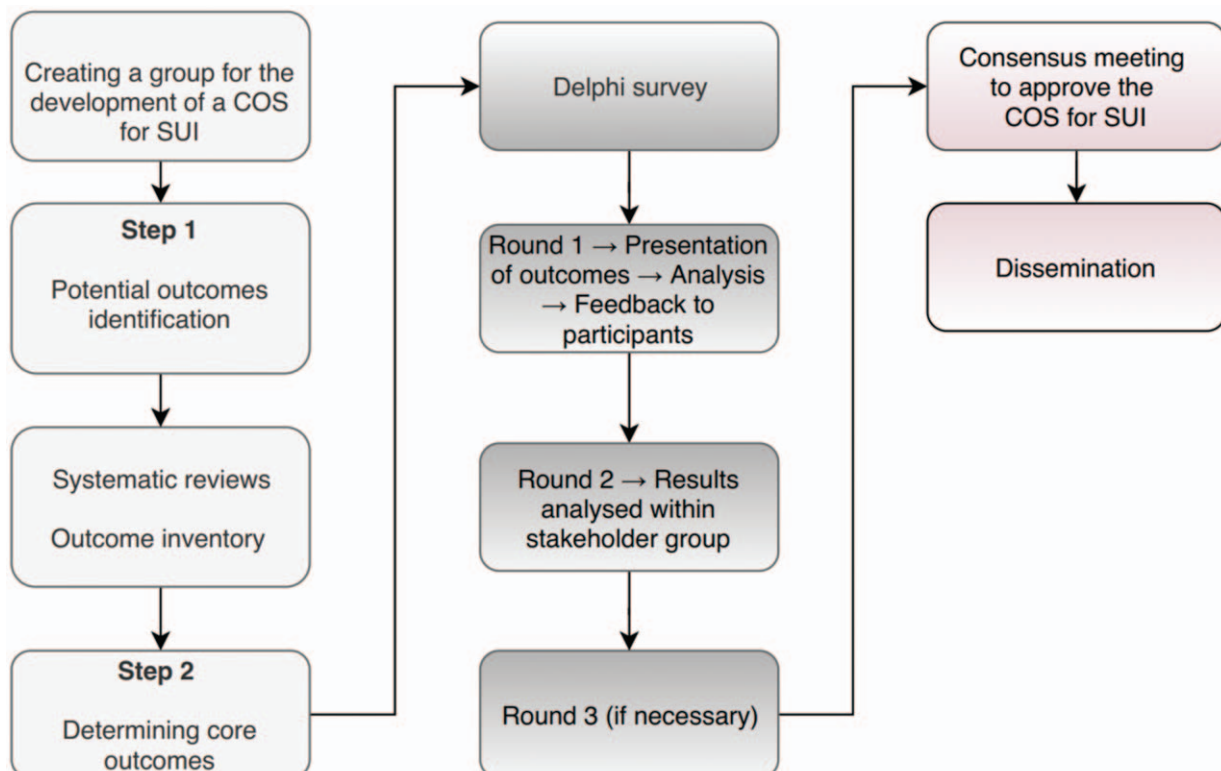 Creating a group for the
development of a COS
for SUI
Step 1
Potential outcomes
identification
Systematic reviews
Outcome inventory
Step 2
Determining core
outcomes
Delphi survey
Round 1 → Presentation
of outcomes → Analysis
→ Feedback to
participants
Round 2 → Results
analysed within
stakeholder group
Round 3 (if necessary)
Consensus meeting
to approve the
COS for SUI
Dissemination